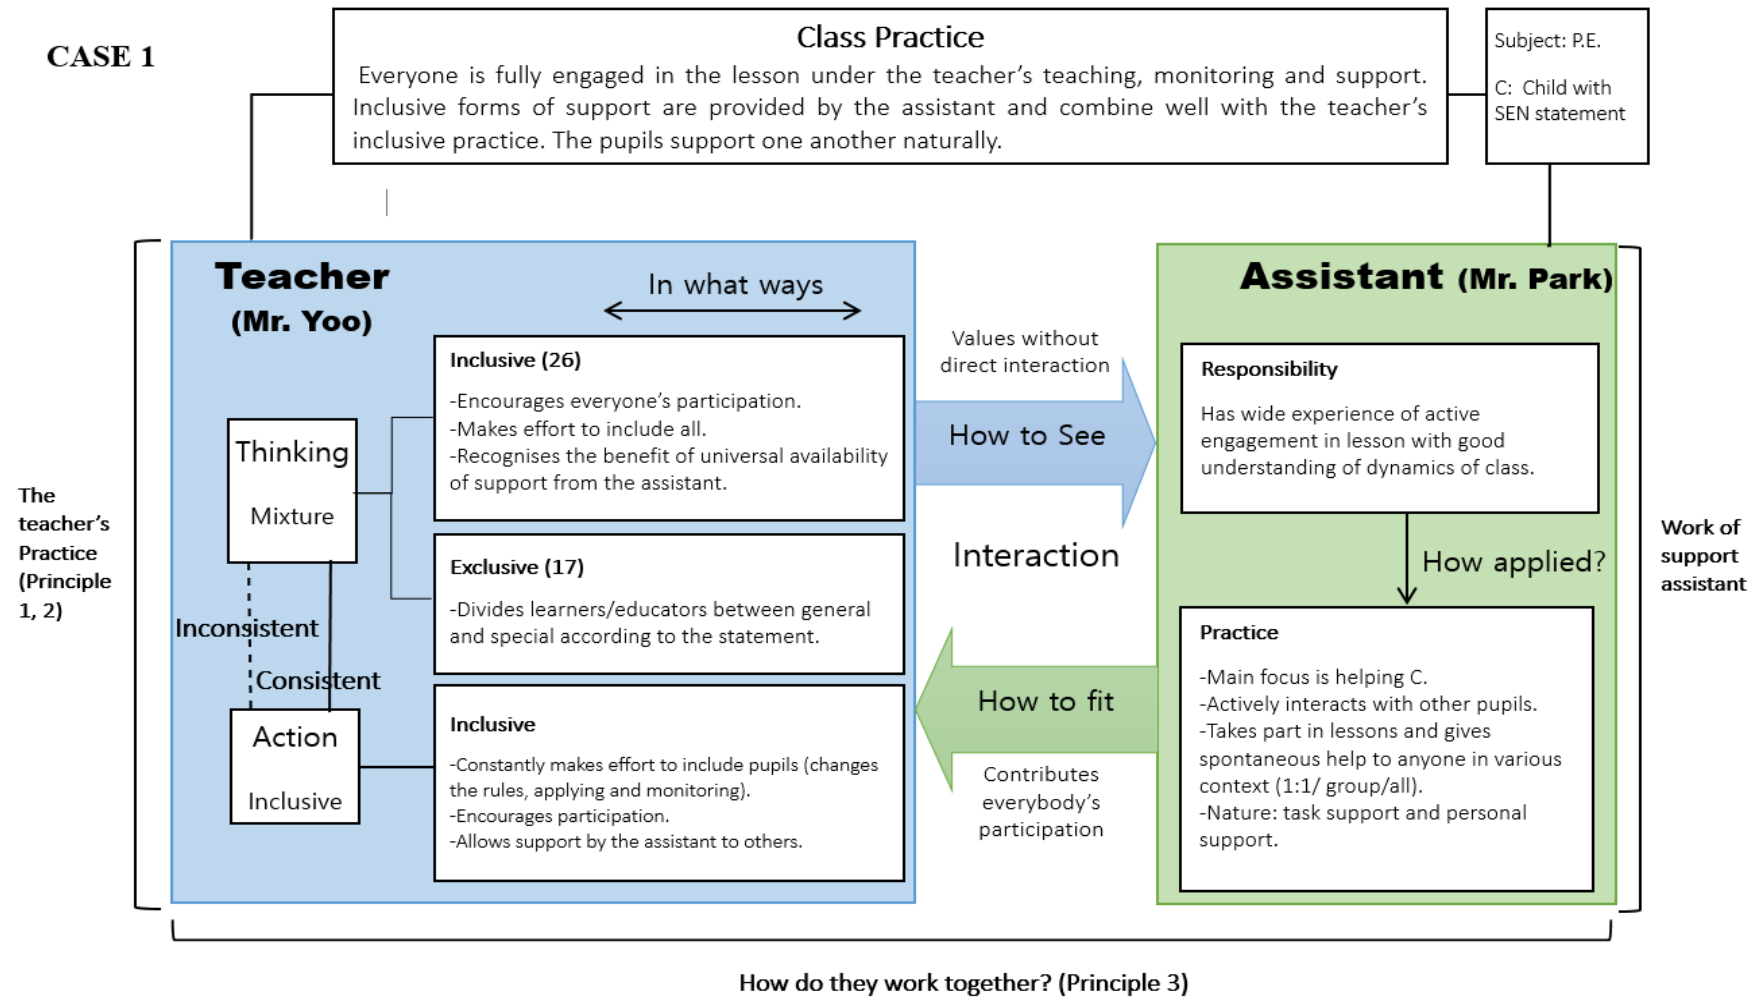 CASE 1
Class Practice
Everyone is fully engaged in the lesson under the teacher’s teaching, monitoring and support.
Inclusive forms of support are provided by the assistant and combine well with the teacher’s
inclusive practice. The pupils support one another naturally.
Subject: P.E.
C: Child with
SEN statement
The
teacher’s
Practice
(Principle
1, 2)
Teacher
(Mr. Yoo)
In what ways
Thinking
Mixture
Inclusive (26)
-Encourages everyone’s participation.
-Makes effort to include all.
-Recognises the benefit of universal availability
of support from the assistant.
Exclusive (17)
-Divides learners/educators between general
and special according to the statement.
Inconsistent
Consistent
Action
Inclusive
Inclusive
-Constantly makes effort to include pupils (changes
the rules, applying and monitoring).
-Encourages participation.
-Allows support by the assistant to others.
Values without
direct interaction
How to See
Interaction
How to fit
Contributes
everybody’s
participation
Assistant (Mr. Park)
Responsibility
Has wide experience of active
engagement in lesson with good
understanding of dynamics of class.
How applied?
Practice
-Main focus is helping C.
-Actively interacts with other pupils.
-Takes part in lessons and gives
spontaneous help to anyone in various
context (1:1/ group/all).
-Nature: task support and personal
support.
Work of
support
assistant
How do they work together? (Principle 3)